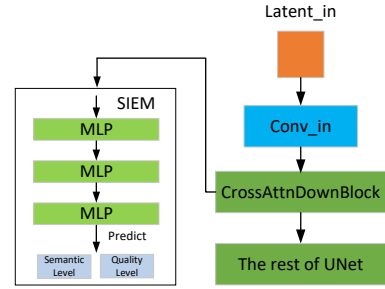 Latent_in
SIEM
MLP
MLP
MLP
Predict
Semantic
Level
Quality
Level
Conv_in
CrossAttnDownBlock
The rest of UNet